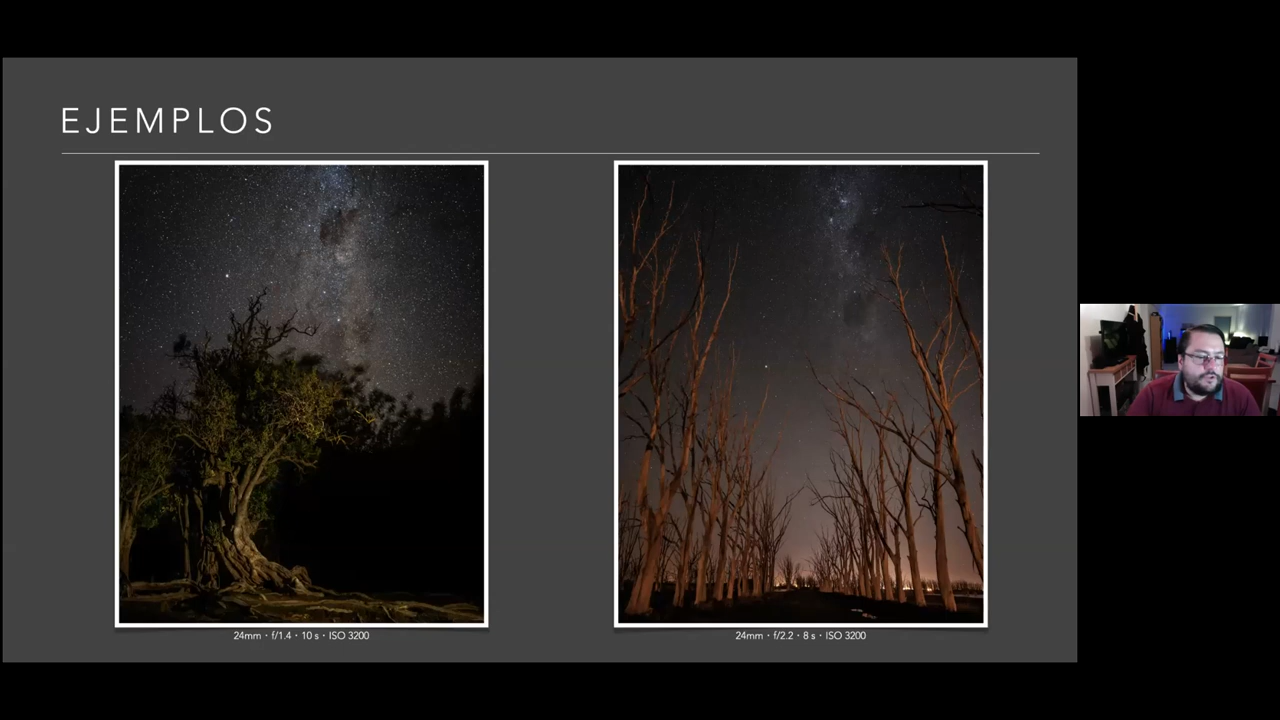 EJEMPLOS
24mm · f/1.4 · 10 s · ISO 3200
24mm · f/2.2 · 8 s · ISO 3200